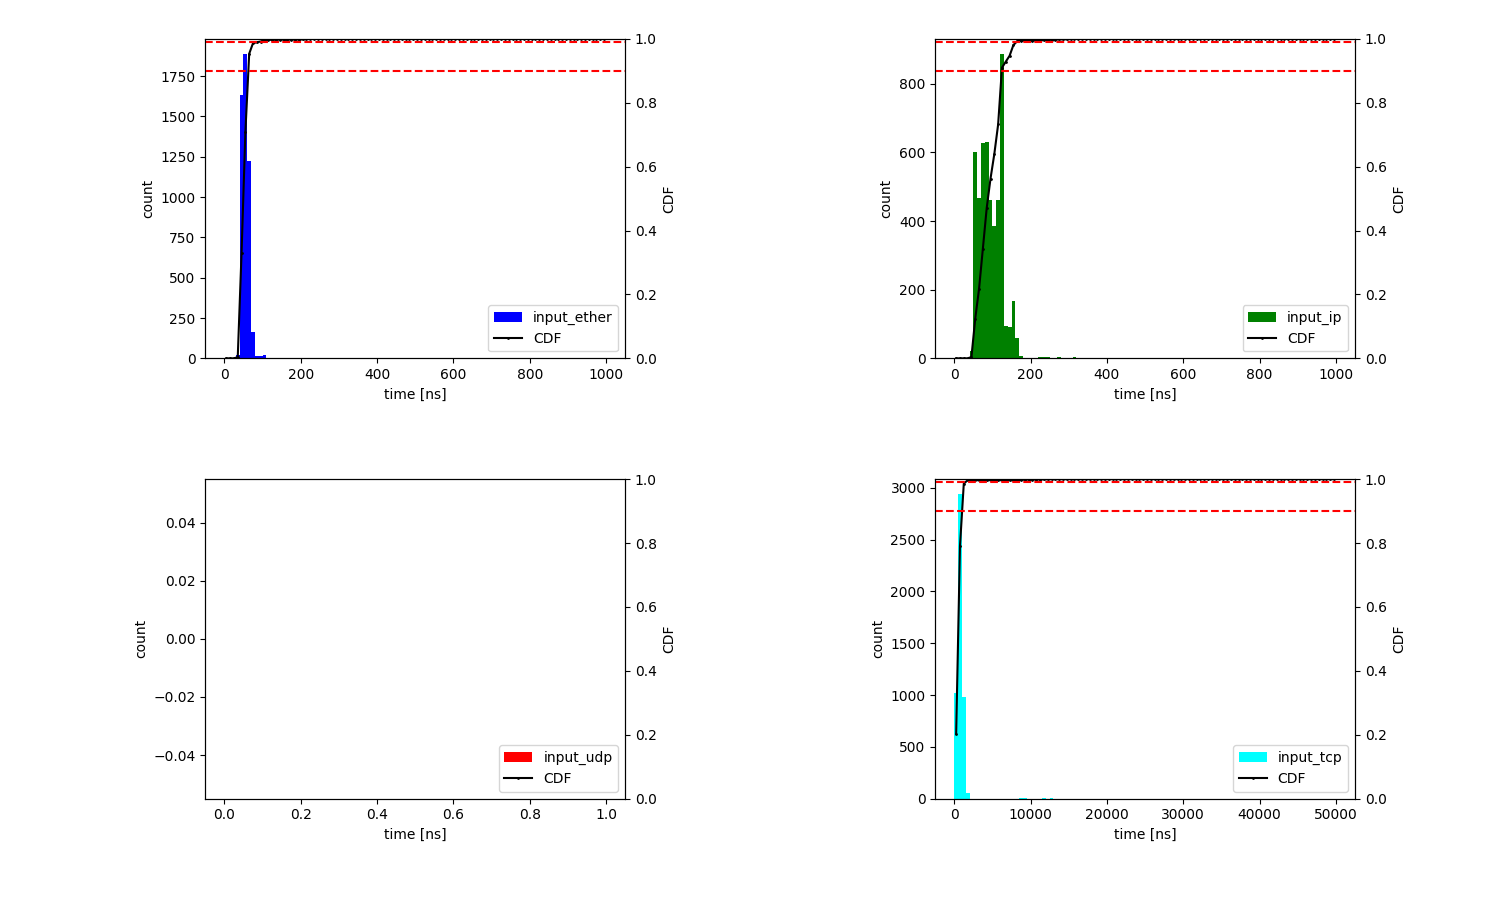 1750
1500
1250
1000
750
500
250
0
count
0 200 400 600 800 1000
time [ns]
1.0
0.8
0.6
0.4
0.2
0.0
CDF
input_ether
CDF
800
600
400
200
0
count
0 200 400 600 800 1000
time [ns]
1.0
0.8
0.6
0.4
0.2
0.0
CDF
input_ip
CDF
0.04
0.02
0.00
−0.02
−0.04
count
0.0 0.2 0.4 0.6 0.8 1.0
time [ns]
1.0
0.8
0.6
0.4
0.2
0.0
CDF
input_udp
CDF
3000
2500
2000
1500
1000
500
0
count
0 10000 20000 30000 40000 50000
time [ns]
1.0
0.8
0.6
0.4
0.2
0.0
CDF
input_tcp
CDF